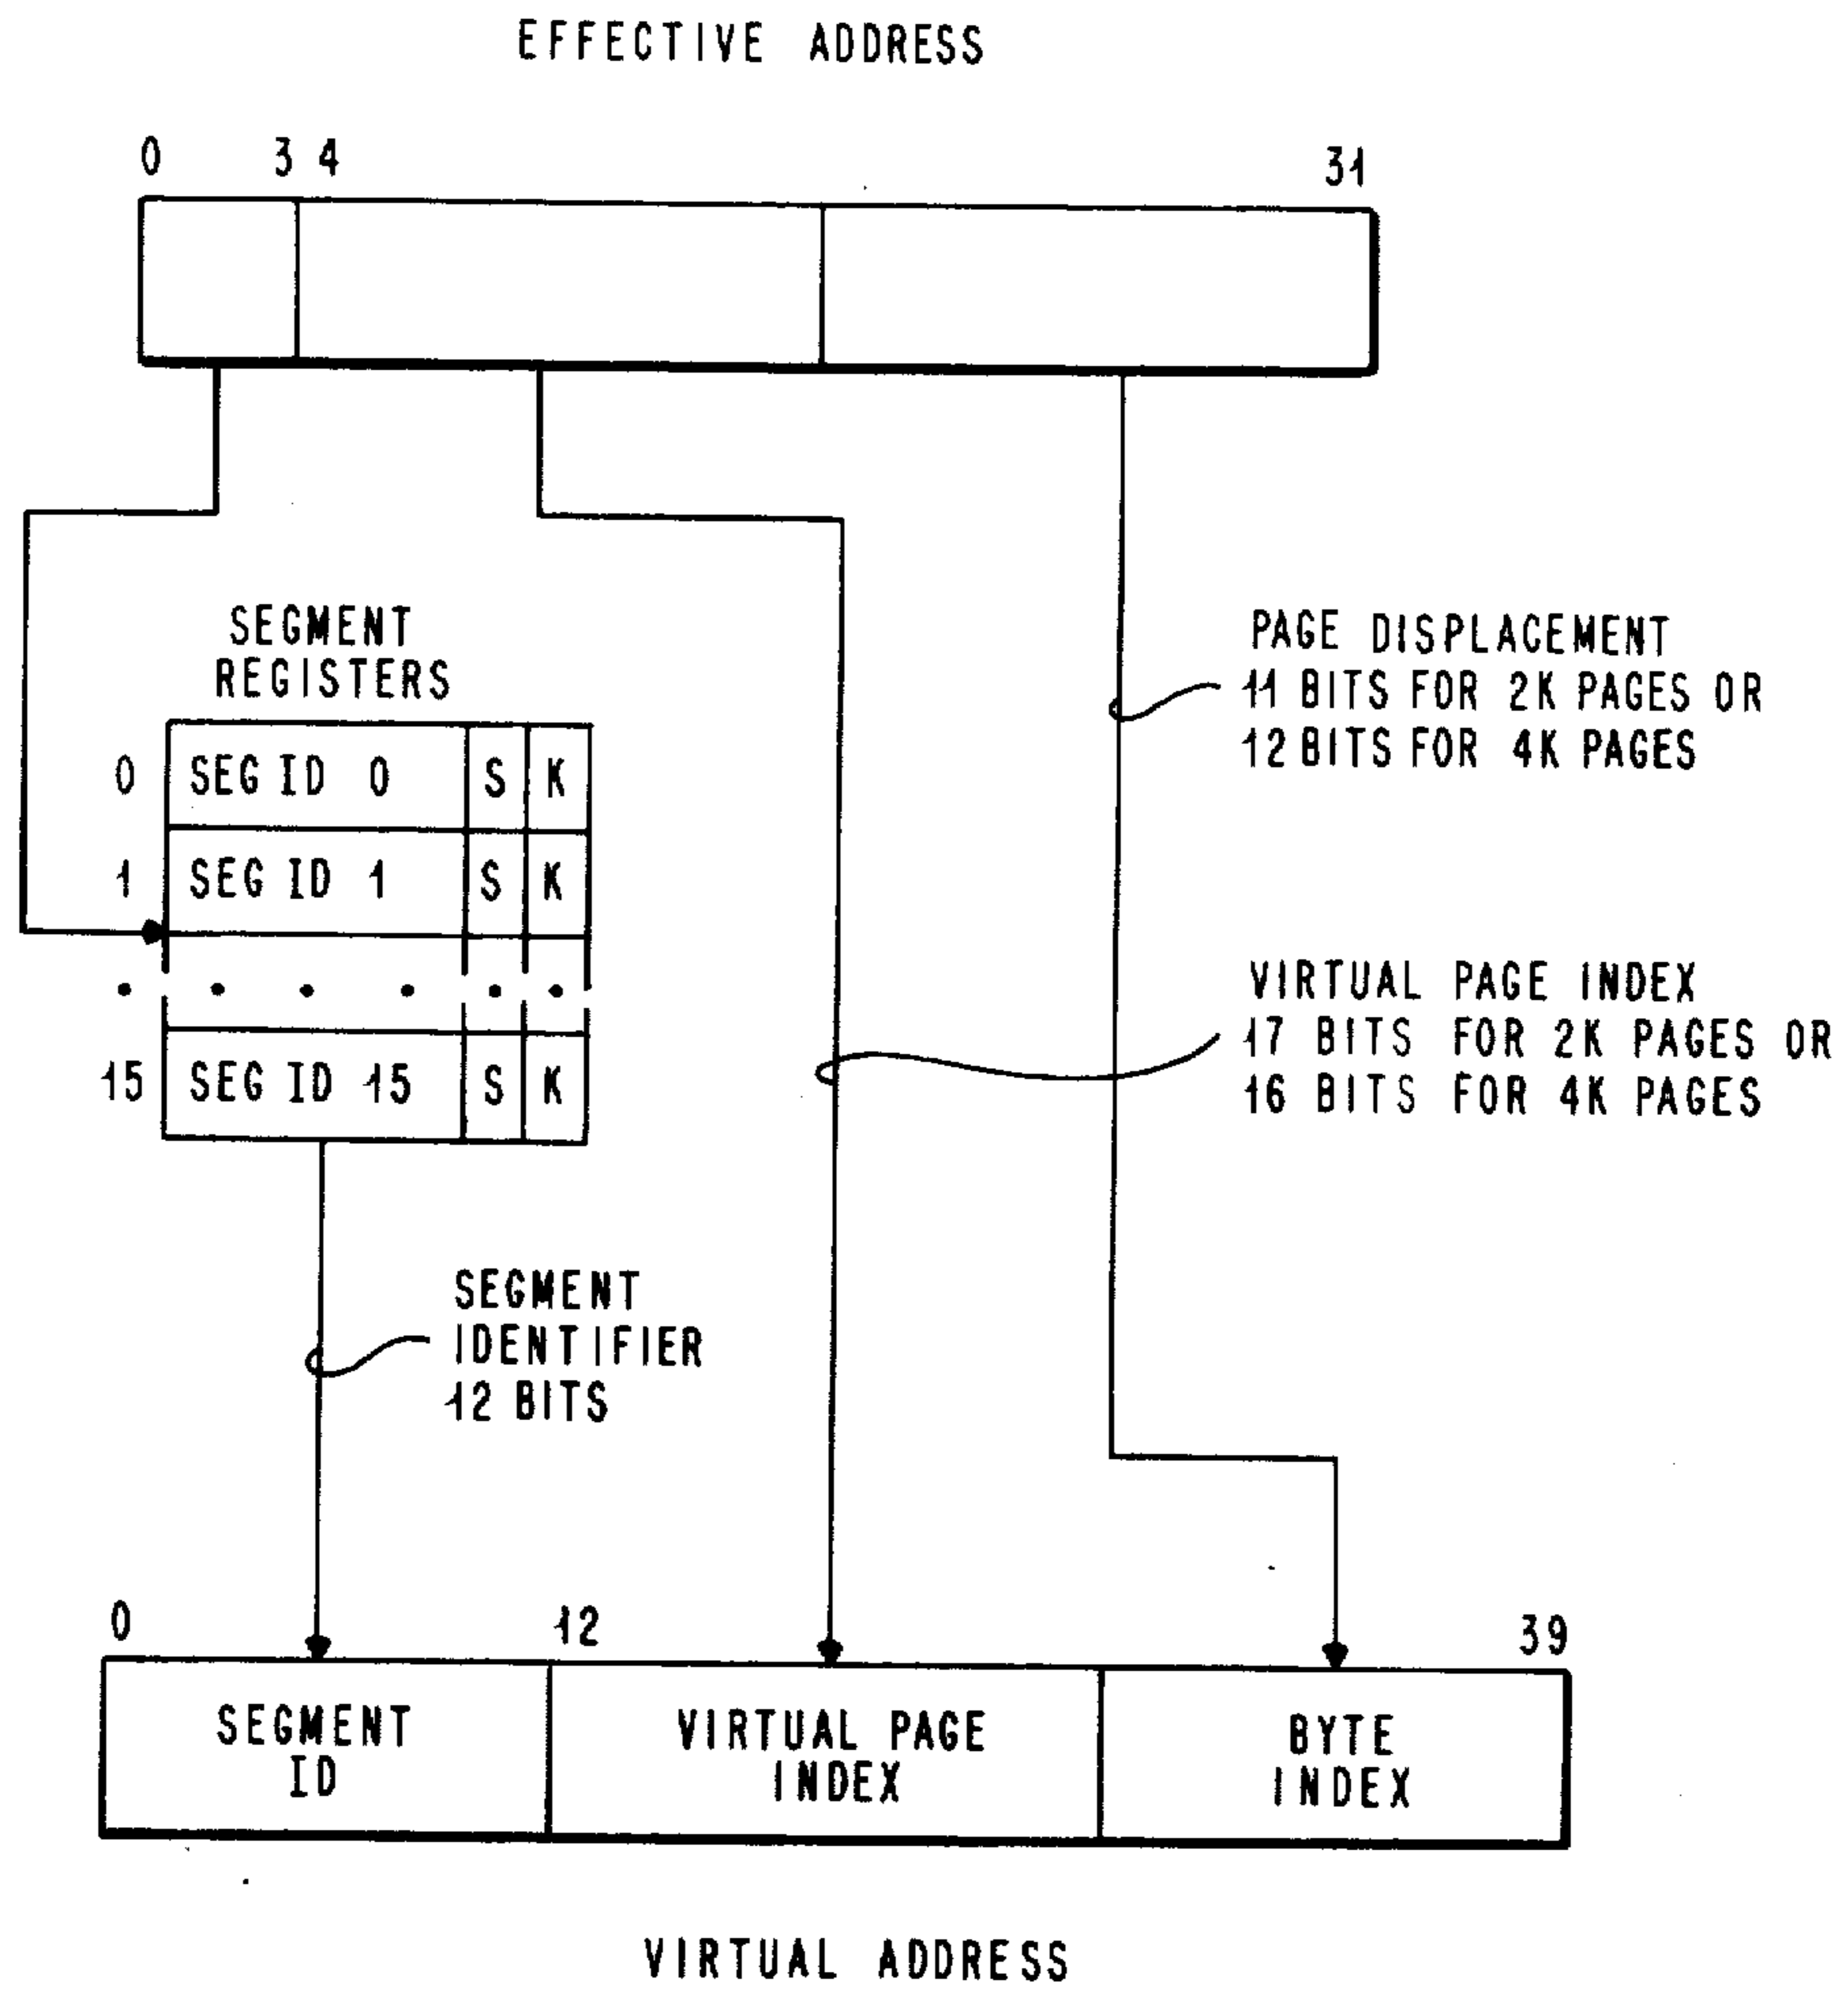 EFFECTIVE ADDRESS
0 3 4 31
SEGMENT
REGISTERS
0 SEG ID 0 S K
1 SEG ID 1 S K
15 SEG ID 15 S K
PAGE DISPLACEMENT
11 BITS FOR 2K PAGES OR
12 BITS FOR 4K PAGES
VIRTUAL PAGE INDEX
17 BITS FOR 2K PAGES OR
16 BITS FOR 4K PAGES
SEGMENT
IDENTIFIER
12 BITS
0 12 39
SEGMENT
ID
VIRTUAL PAGE
INDEX
BYTE
INDEX
VIRTUAL ADDRESS